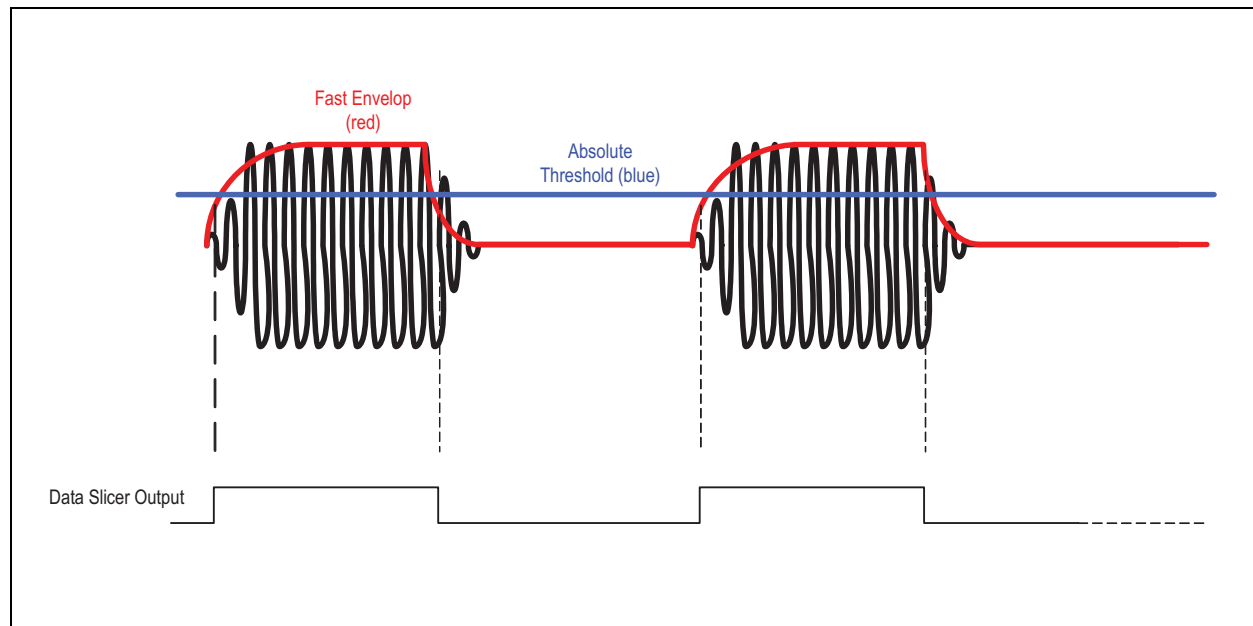 Fast Envelop
(red)
Absolute
Threshold (blue)
Data Slicer Output